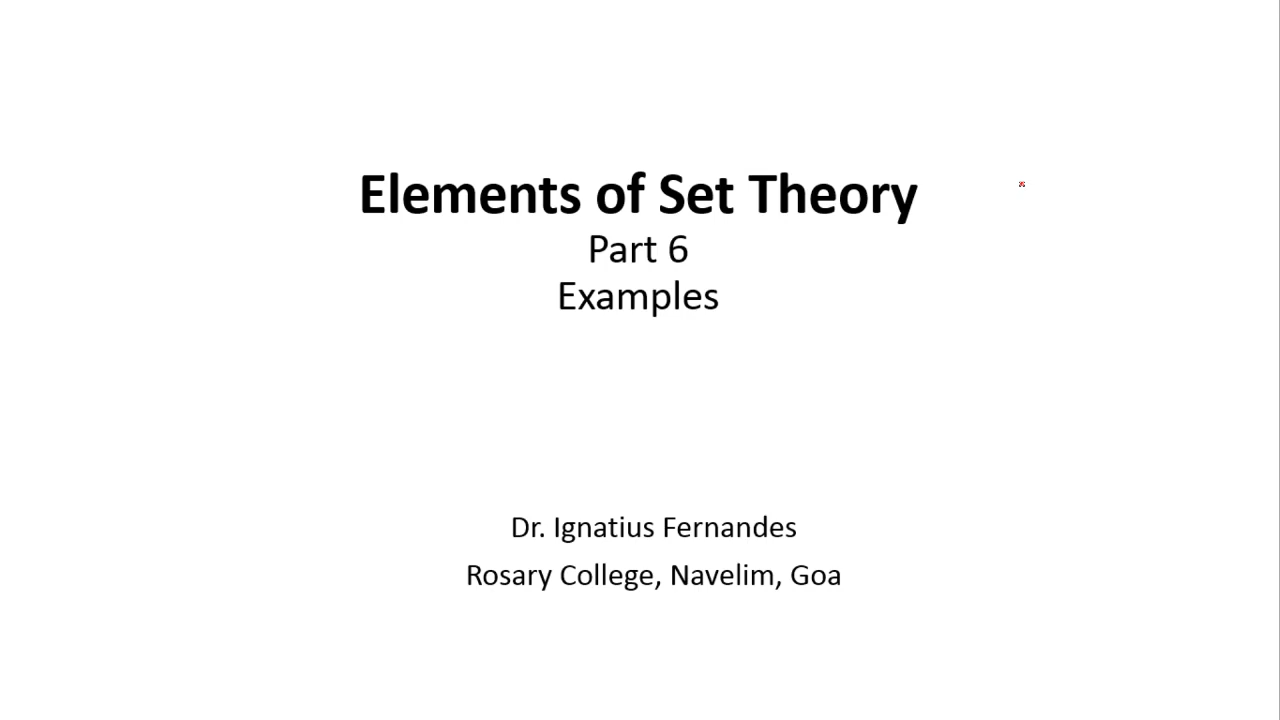 Elements of Set Theory
Part 6
Examples
Dr. Ignatius Fernandes
Rosary College, Navelim, Goa